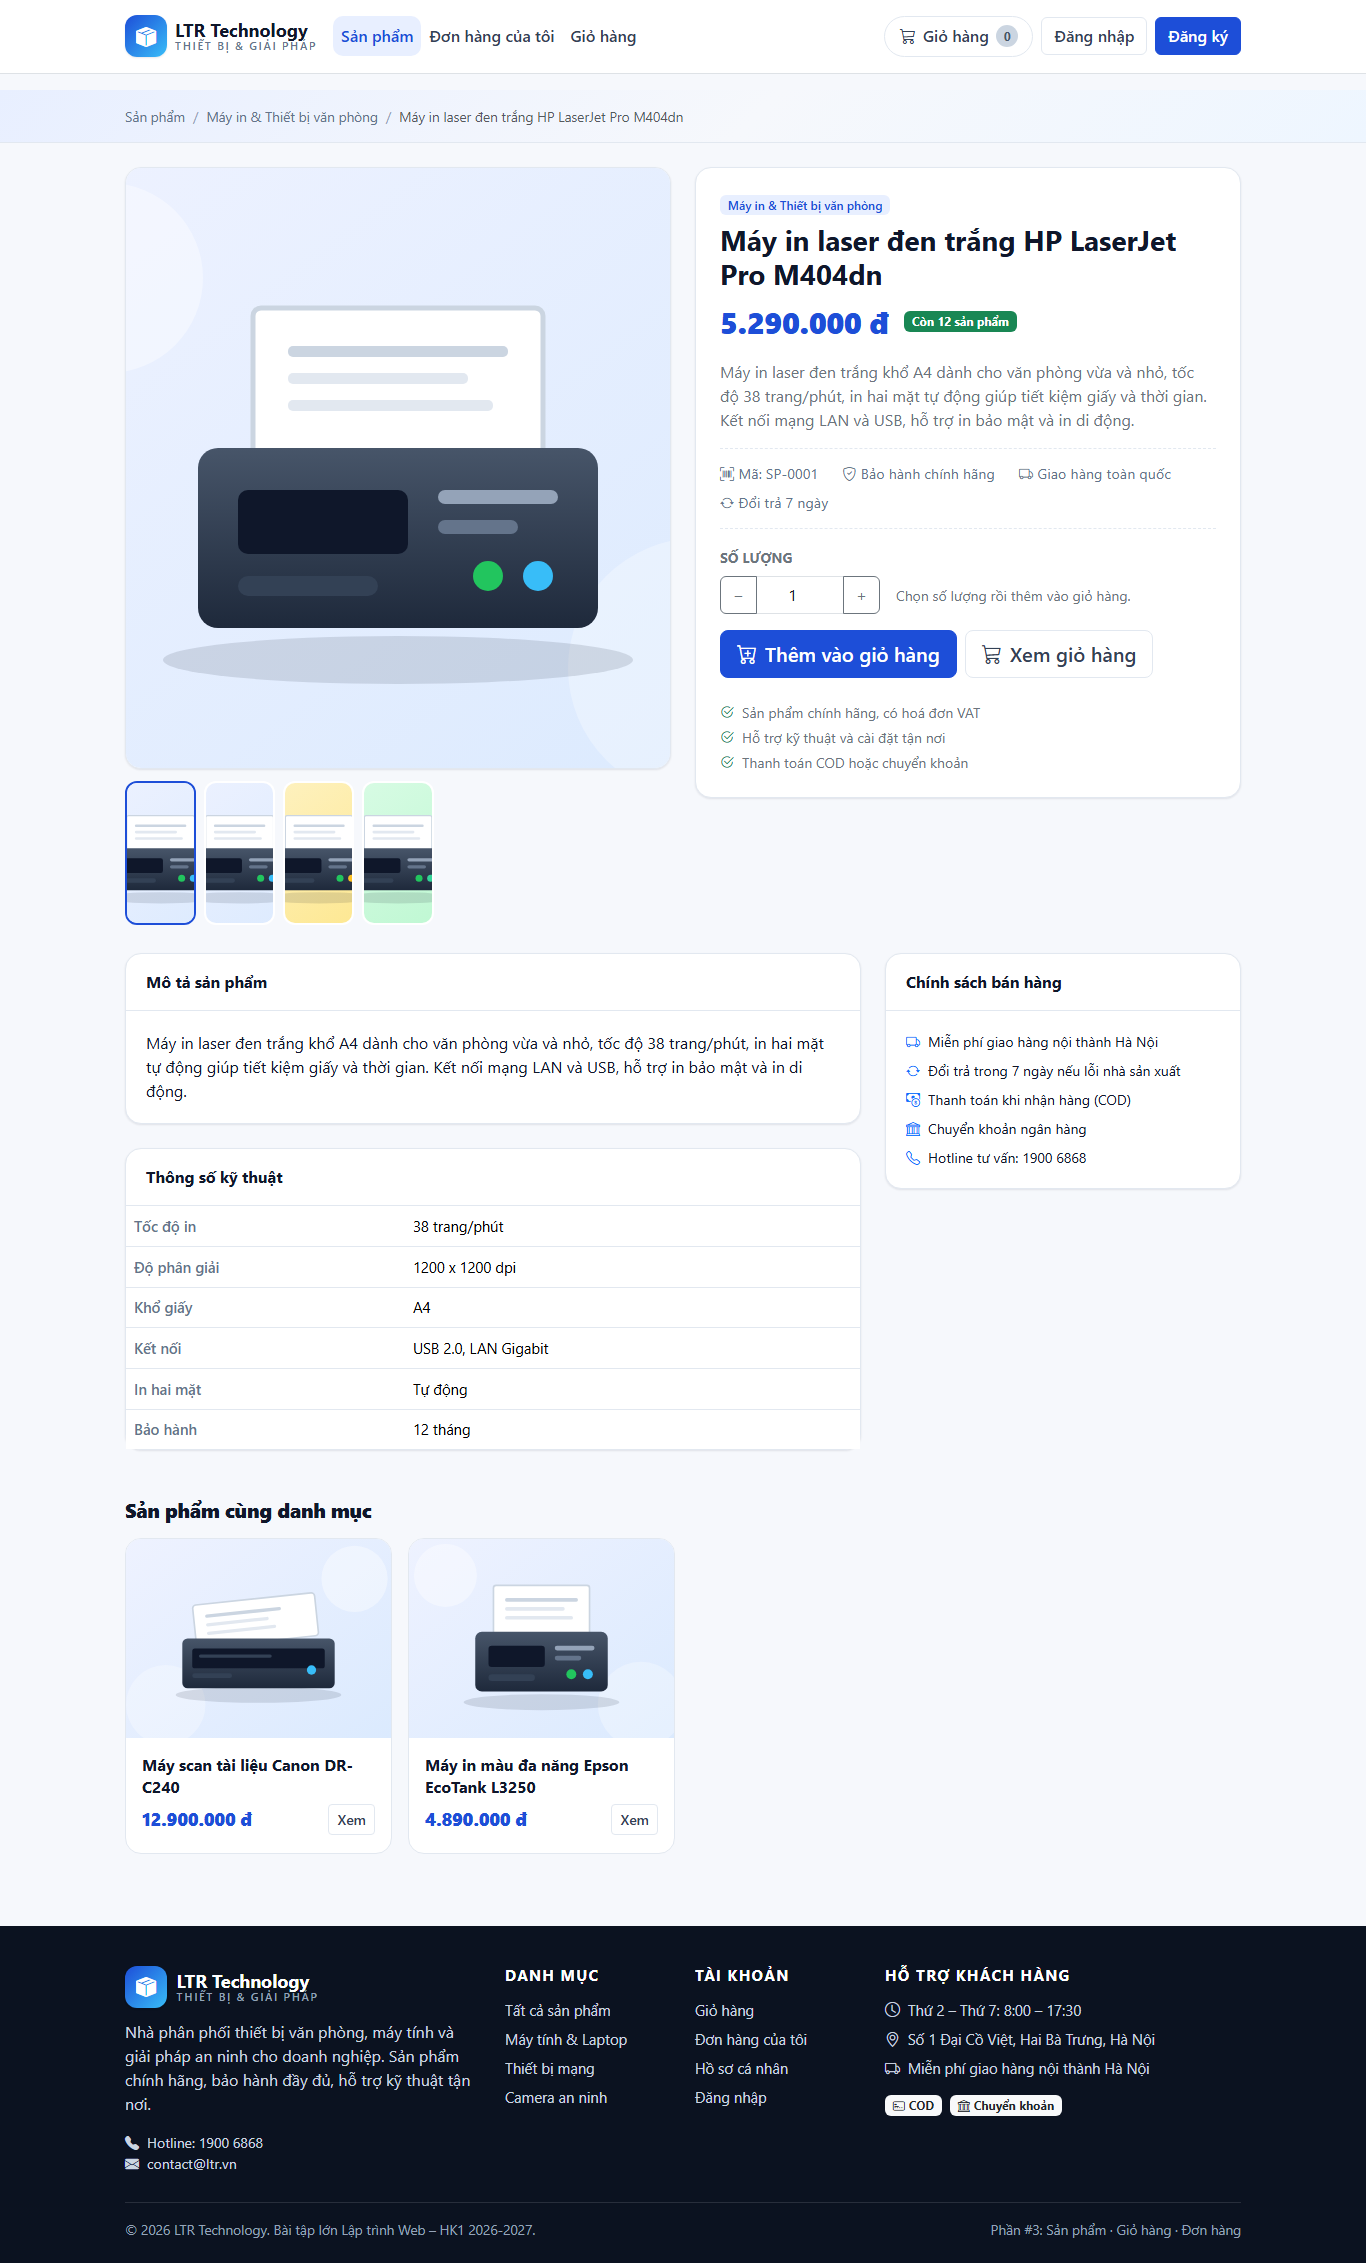 LTR Technology
THIẾT BỊ & GIẢI PHÁP
Sản phẩm
Đơn hàng của tôi
Giỏ hàng
Giỏ hàng 0
Đăng nhập
Đăng ký
Sản phẩm / Máy in & Thiết bị văn phòng / Máy in laser đen trắng HP LaserJet Pro M404dn
Máy in & Thiết bị văn phòng
Máy in laser đen trắng HP LaserJet
Pro M404dn
5.290.000 đ
Còn 12 sản phẩm
Máy in laser đen trắng khổ A4 dành cho văn phòng vừa và nhỏ, tốc
độ 38 trang/phút, in hai mặt tự động giúp tiết kiệm giấy và thời gian.
Kết nối mạng LAN và USB, hỗ trợ in bảo mật và in di động.
Mã: SP-0001
Bảo hành chính hãng
Giao hàng toàn quốc
Đổi trả 7 ngày
SỐ LƯỢNG
− 1 +
Chọn số lượng rồi thêm vào giỏ hàng.
Thêm vào giỏ hàng
Xem giỏ hàng
Sản phẩm chính hãng, có hoá đơn VAT
Hỗ trợ kỹ thuật và cài đặt tận nơi
Thanh toán COD hoặc chuyển khoản
Mô tả sản phẩm
Máy in laser đen trắng khổ A4 dành cho văn phòng vừa và nhỏ, tốc độ 38 trang/phút, in hai mặt
tự động giúp tiết kiệm giấy và thời gian. Kết nối mạng LAN và USB, hỗ trợ in bảo mật và in di
động.
Chính sách bán hàng
Miễn phí giao hàng nội thành Hà Nội
Đổi trả trong 7 ngày nếu lỗi nhà sản xuất
Thanh toán khi nhận hàng (COD)
Chuyển khoản ngân hàng
Hotline tư vấn: 1900 6868
Thông số kỹ thuật
Tốc độ in 38 trang/phút
Độ phân giải 1200 x 1200 dpi
Khổ giấy A4
Kết nối USB 2.0, LAN Gigabit
In hai mặt Tự động
Bảo hành 12 tháng
Sản phẩm cùng danh mục
Máy scan tài liệu Canon DR-
C240
12.900.000 đ
Xem
Máy in màu đa năng Epson
EcoTank L3250
4.890.000 đ
Xem
LTR Technology
THIẾT BỊ & GIẢI PHÁP
Nhà phân phối thiết bị văn phòng, máy tính và
giải pháp an ninh cho doanh nghiệp. Sản phẩm
chính hãng, bảo hành đầy đủ, hỗ trợ kỹ thuật tận
nơi.
Hotline: 1900 6868
contact@ltr.vn
DANH MỤC
Tất cả sản phẩm
Máy tính & Laptop
Thiết bị mạng
Camera an ninh
TÀI KHOẢN
Giỏ hàng
Đơn hàng của tôi
Hồ sơ cá nhân
Đăng nhập
HỖ TRỢ KHÁCH HÀNG
Thứ 2 – Thứ 7: 8:00 – 17:30
Số 1 Đại Cồ Việt, Hai Bà Trưng, Hà Nội
Miễn phí giao hàng nội thành Hà Nội
COD
Chuyển khoản
© 2026 LTR Technology. Bài tập lớn Lập trình Web – HK1 2026-2027.
Phần #3: Sản phẩm · Giỏ hàng · Đơn hàng